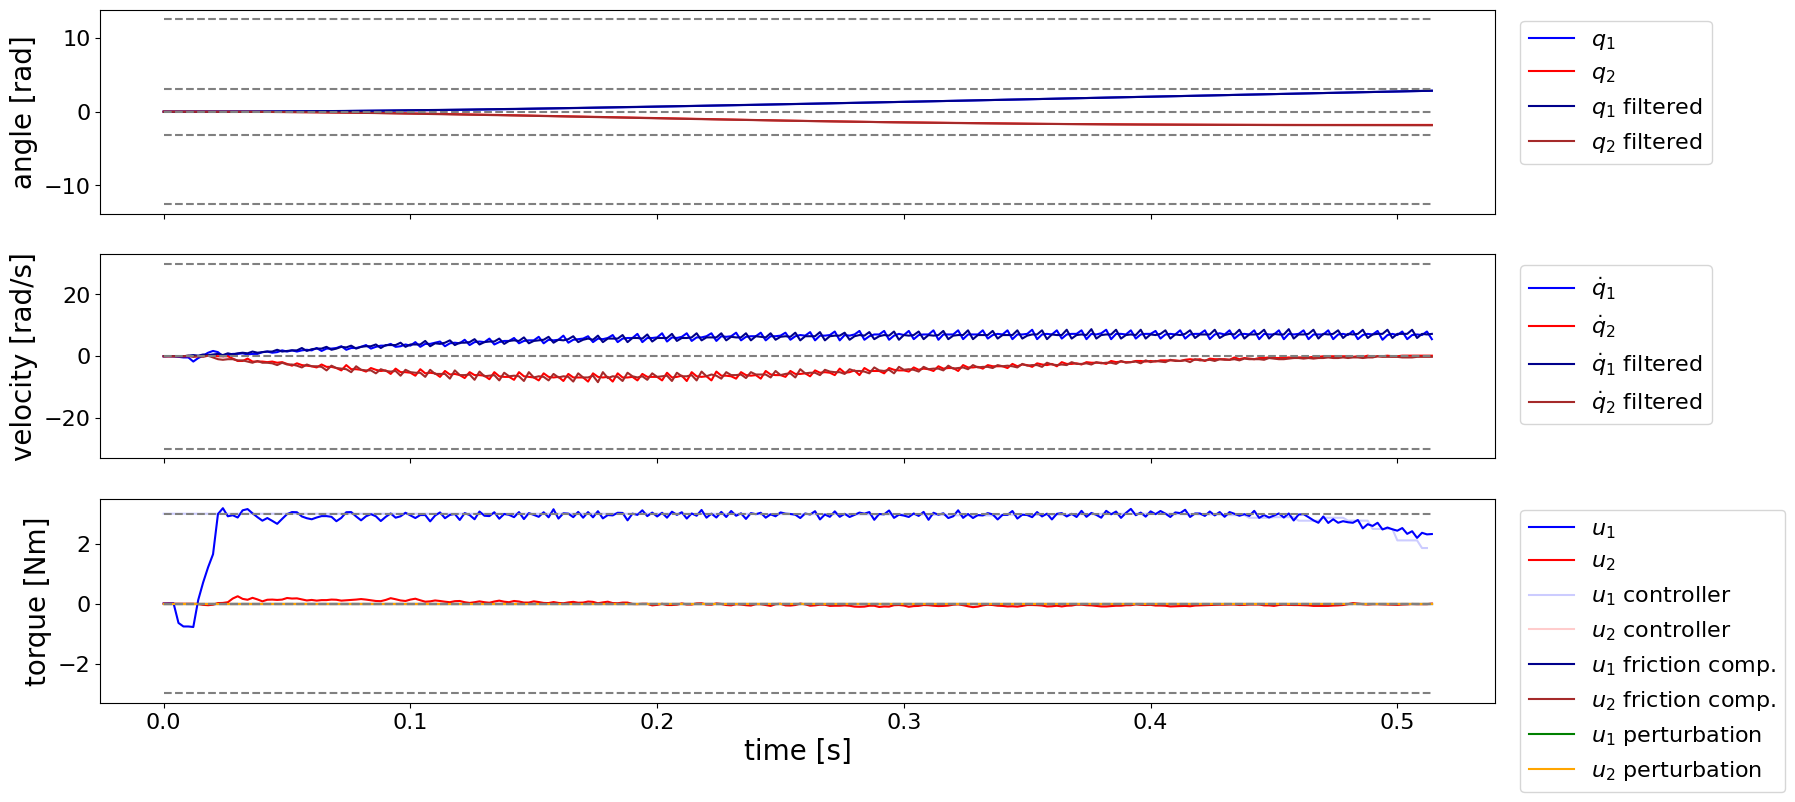 angle [rad]
10
0
−10
q₁
q₂
q₁ filtered
q₂ filtered
velocity [rad/s]
20
0
−20
q̇₁
q̇₂
q̇₁ filtered
q̇₂ filtered
torque [Nm]
2
0
−2
0.0 0.1 0.2 0.3 0.4 0.5
time [s]
u₁
u₂
u₁ controller
u₂ controller
u₁ friction comp.
u₂ friction comp.
u₁ perturbation
u₂ perturbation